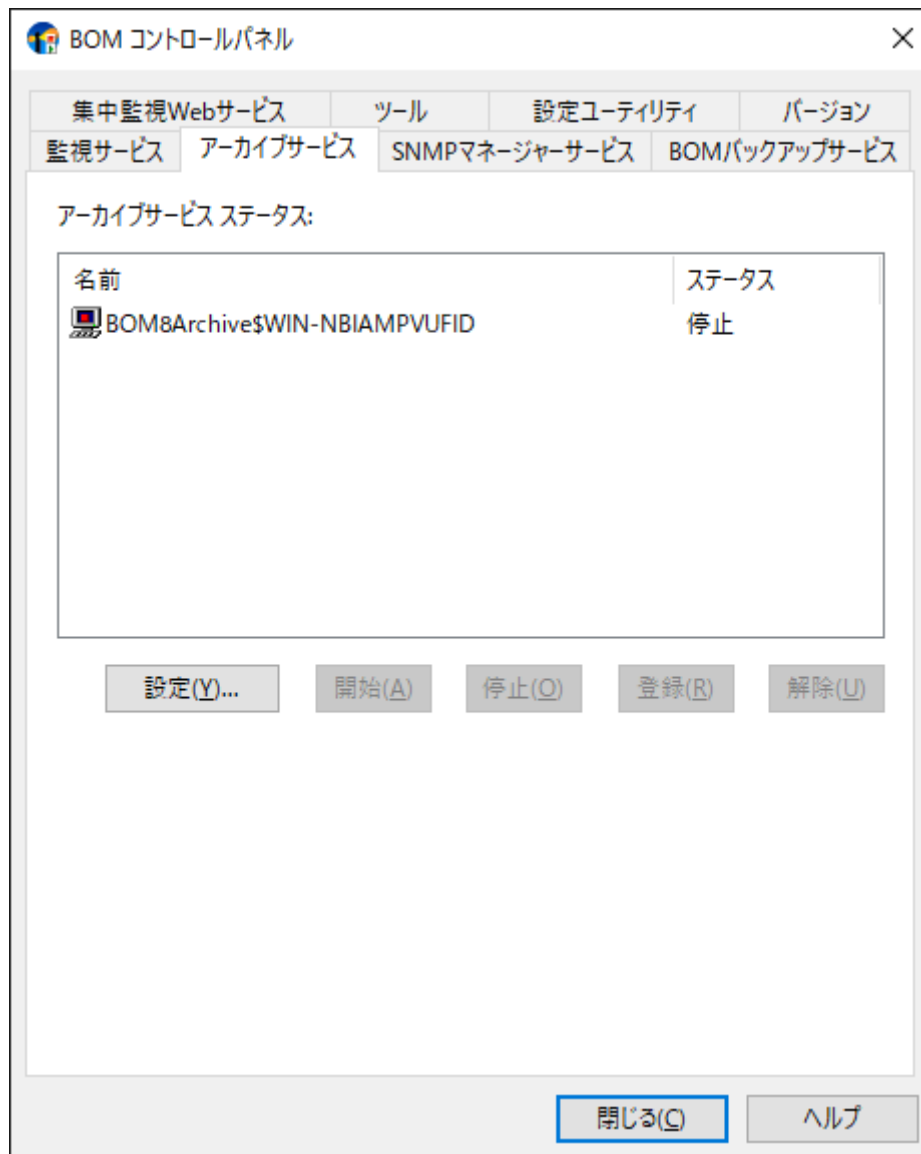 BOM コントロールパネル
集中監視Webサービス ツール 設定ユーティリティ バージョン
監視サービス アーカイブサービス SNMPマネージャーサービス BOMバックアップサービス
アーカイブサービス ステータス:
名前 ステータス
BOM8Archive$WIN-NBIAMPVUFID 停止
設定(Y)... 開始(A) 停止(O) 登録(R) 解除(U)
閉じる(C) ヘルプ